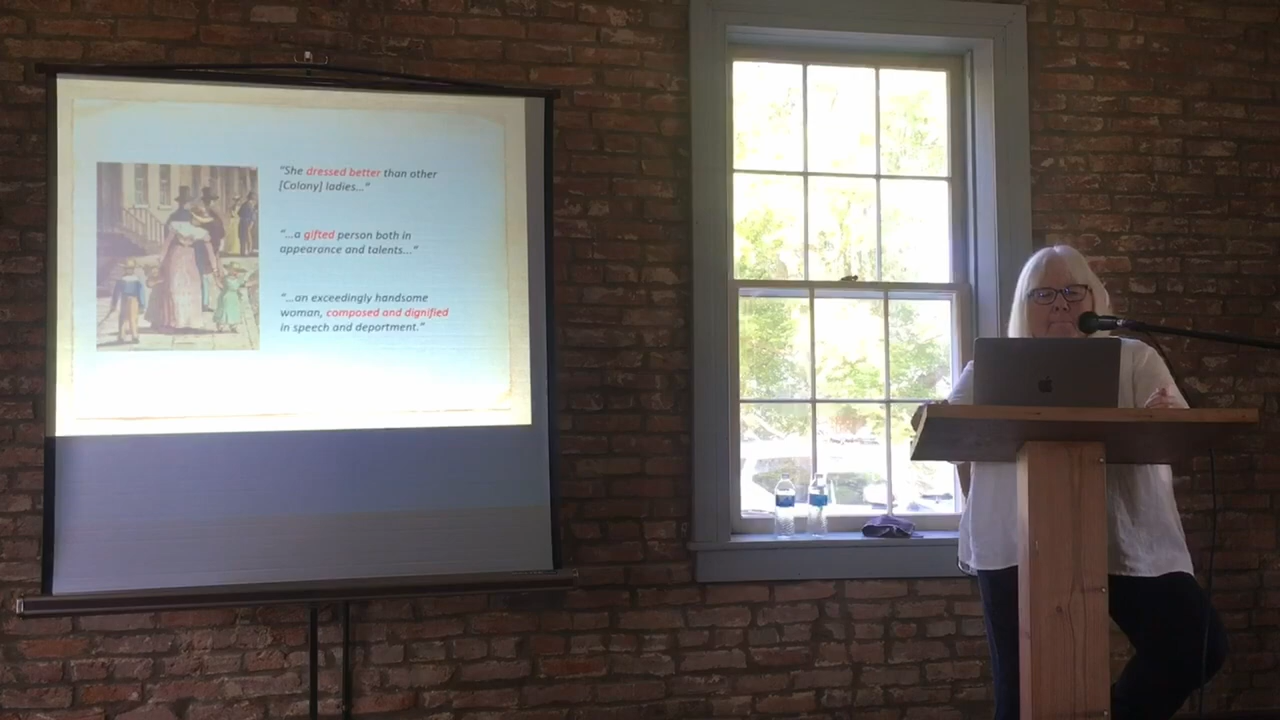 "She dressed better than other
[Colony] ladies..."
"...a gifted person both in
appearance and talents..."
"...an exceedingly handsome
woman, composed and dignified
in speech and deportment."